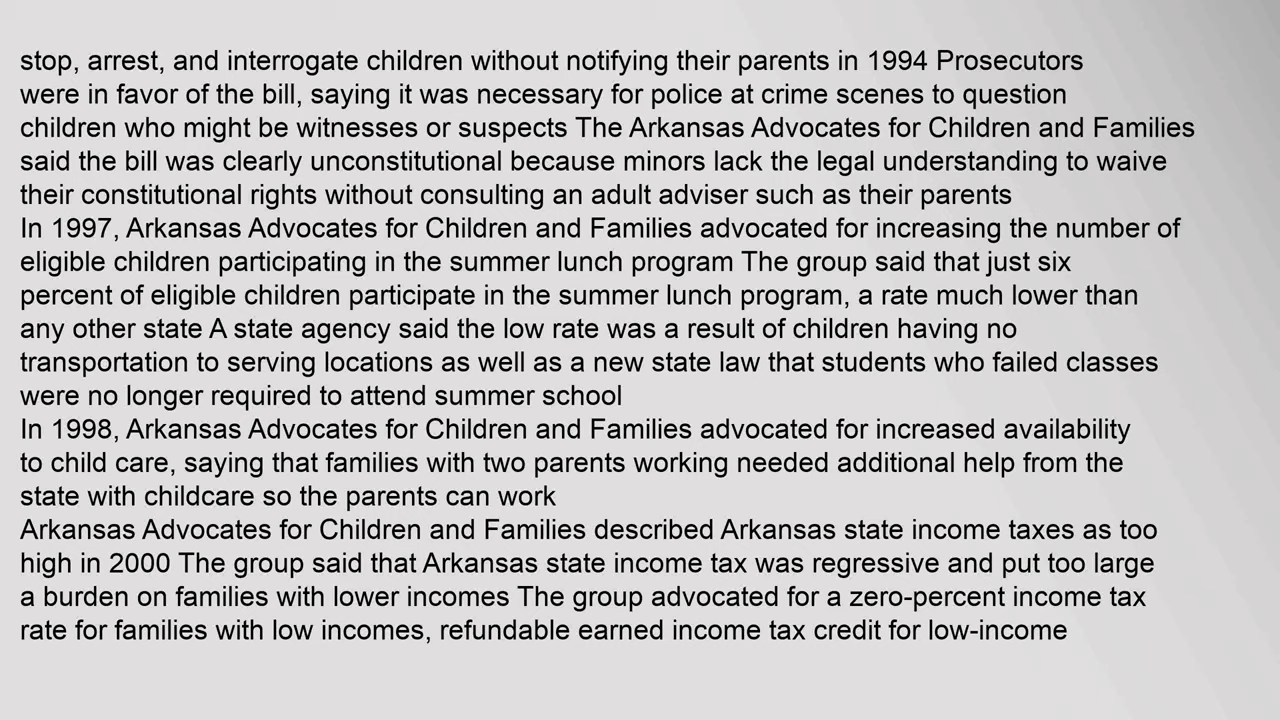 stop, arrest, and interrogate children without notifying their parents in 1994 Prosecutors
were in favor of the bill, saying it was necessary for police at crime scenes to question
children who might be witnesses or suspects The Arkansas Advocates for Children and Families
said the bill was clearly unconstitutional because minors lack the legal understanding to waive
their constitutional rights without consulting an adult adviser such as their parents
In 1997, Arkansas Advocates for Children and Families advocated for increasing the number of
eligible children participating in the summer lunch program The group said that just six
percent of eligible children participate in the summer lunch program, a rate much lower than
any other state A state agency said the low rate was a result of children having no
transportation to serving locations as well as a new state law that students who failed classes
were no longer required to attend summer school
In 1998, Arkansas Advocates for Children and Families advocated for increased availability
to child care, saying that families with two parents working needed additional help from the
state with childcare so the parents can work
Arkansas Advocates for Children and Families described Arkansas state income taxes as too
high in 2000 The group said that Arkansas state income tax was regressive and put too large
a burden on families with lower incomes The group advocated for a zero-percent income tax
rate for families with low incomes, refundable earned income tax credit for low-income